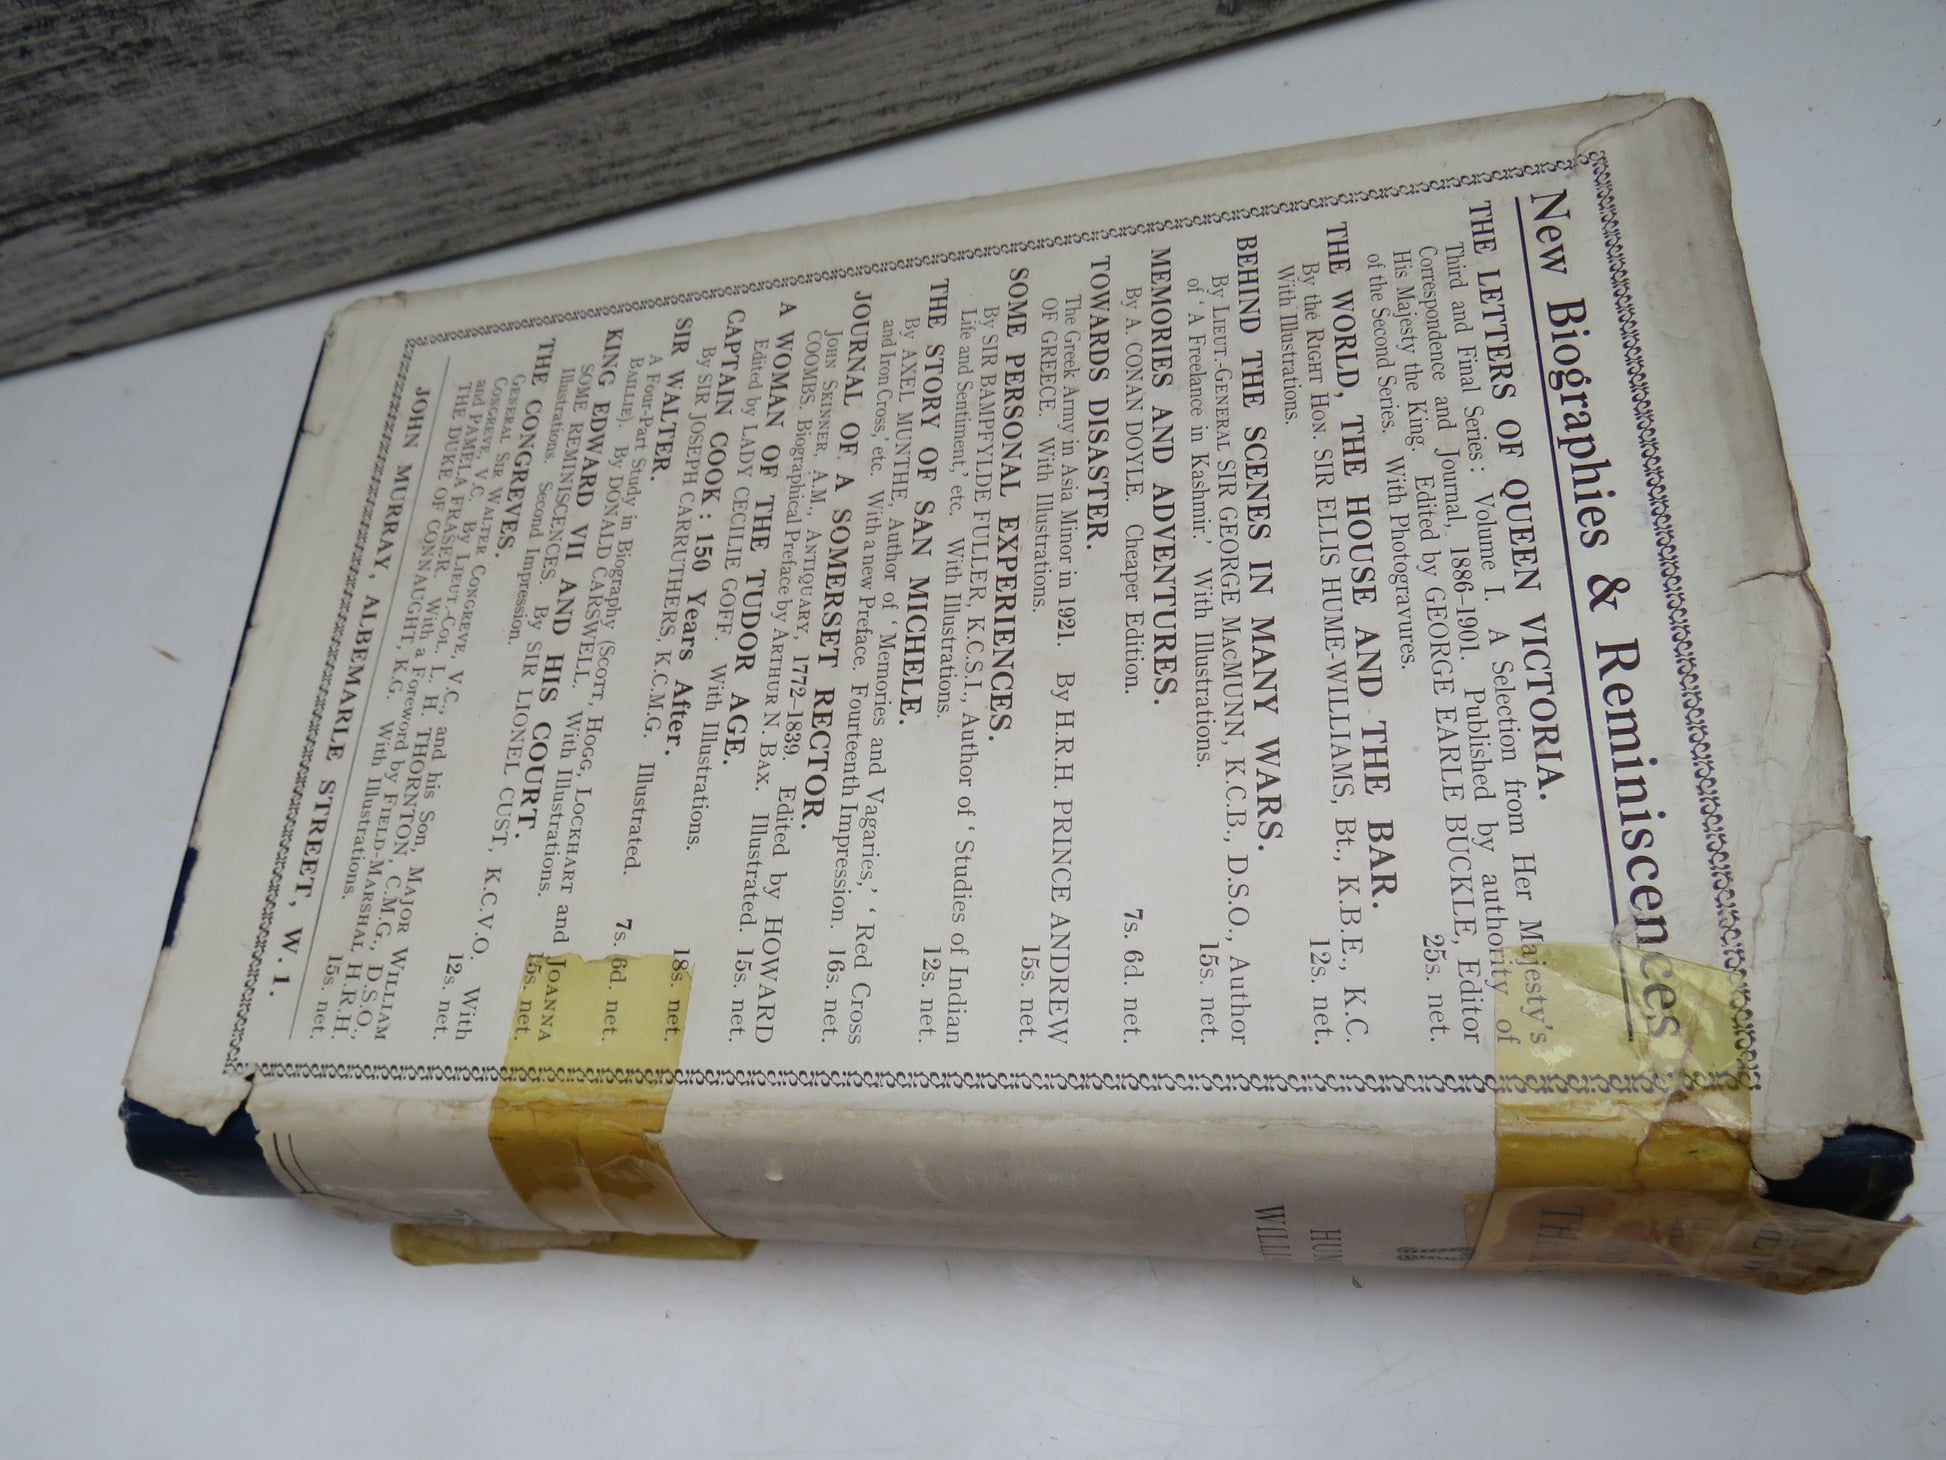 New Biographies & Reminiscences
THE LETTERS OF QUEEN VICTORIA.
Third and Final Series: Volume I. A Selection from Her Majesty's
Correspondence and Journal, 1886-1901. Published by authority of
His Majesty the King. Edited by GEORGE EARLE BUCKLE, Editor
of the Second Series. With Photogravures. 25s. net.
THE WORLD, THE HOUSE AND THE BAR.
By the RIGHT HON. SIR ELLIS HUME-WILLIAMS, Bt., K.B.E., K.C.
With Illustrations. 12s. net.
BEHIND THE SCENES IN MANY WARS.
By LIEUT.-GENERAL SIR GEORGE MACMUNN, K.C.B., D.S.O., Author
of 'A Freelance in Kashmir.' With Illustrations. 15s. net.
MEMORIES AND ADVENTURES.
By A. CONAN DOYLE. Cheaper Edition. 7s. 6d. net.
TOWARDS DISASTER.
The Greek Army in Asia Minor in 1921. By H.R.H. PRINCE ANDREW
OF GREECE. With Illustrations. 15s. net.
SOME PERSONAL EXPERIENCES.
By SIR BAMPFYLDE FULLER, K.C.S.I., Author of 'Studies of Indian
Life and Sentiment,' etc. With Illustrations. 12s. net.
THE STORY OF SAN MICHELE.
By AXEL MUNTHE, Author of 'Memories and Vagaries,' 'Red Cross
and Iron Cross,' etc. With a new Preface. Fourteenth Impression. 16s. net.
JOURNAL OF A SOMERSET RECTOR.
JOHN SKINNER, A.M., ANTIQUARY, 1772-1839. Edited by HOWARD
COOMBS. Biographical Preface by ARTHUR N. BAX. Illustrated. 15s. net.
A WOMAN OF THE TUDOR AGE.
Edited by LADY CECILIE GOFF. With Illustrations. 18s. net.
CAPTAIN COOK: 150 Years After.
By SIR JOSEPH CARRUTHERS, K.C.M.G. Illustrated. 7s. 6d. net.
SIR WALTER.
A Four-Part Study in Biography (SCOTT, HOGG, LOCKHART and JOANNA
BAILLIE). By DONALD CARSWELL. With Illustrations. 15s. net.
KING EDWARD VII AND HIS COURT.
SOME REMINISCENCES. By SIR LIONEL CUST, K.C.V.O. With
Illustrations. Second Impression. 12s. net.
THE CONGREVES.
GENERAL SIR WALTER CONGREVE, V.C., and his Son, MAJOR WILLIAM
CONGREVE, V.C. By LIEUT.-COL. L. H. THORNTON, C.M.G., D.S.O.,
and PAMELA FRASER. With a Foreword by FIELD-MARSHAL H.R.H.
THE DUKE OF CONNAUGHT, K.G. With Illustrations. 15s. net.
JOHN MURRAY, ALBEMARLE STREET, W. 1.
HUM
WILLI